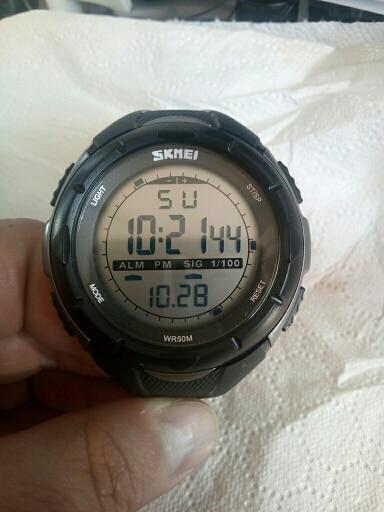 SKMEI
LIGHT
ST/SP
- +
SU
10:21 44
ALM PM SIG 1/100
10.28
MODE
RESET
WR50M